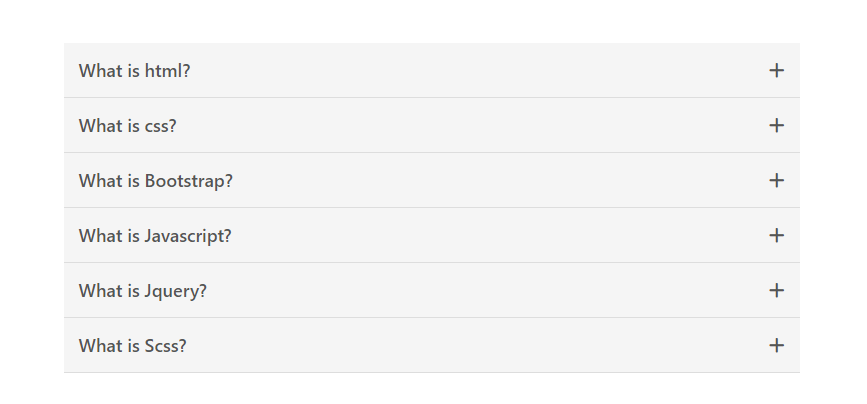 What is html? +
What is css? +
What is Bootstrap? +
What is Javascript? +
What is Jquery? +
What is Scss? +